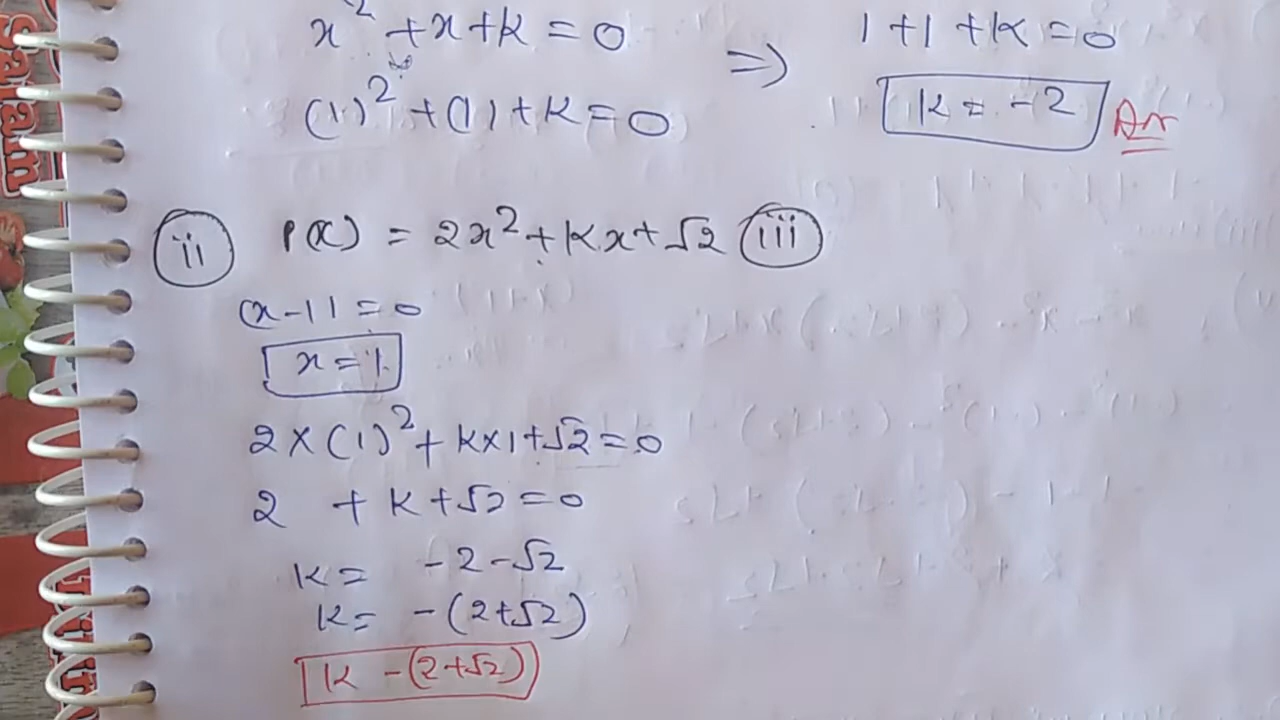 x² + x + k = 0
(1)² + (1) + k = 0
⇒ 1 + 1 + k = 0
k = -2 Ans
ii P(x) = 2x² + kx + √2 iii
(x-1) = 0
x = 1
2 × (1)² + k×1 + √2 = 0
2 + k + √2 = 0
k = -2 - √2
k = -(2+√2)
k -(2+√2)